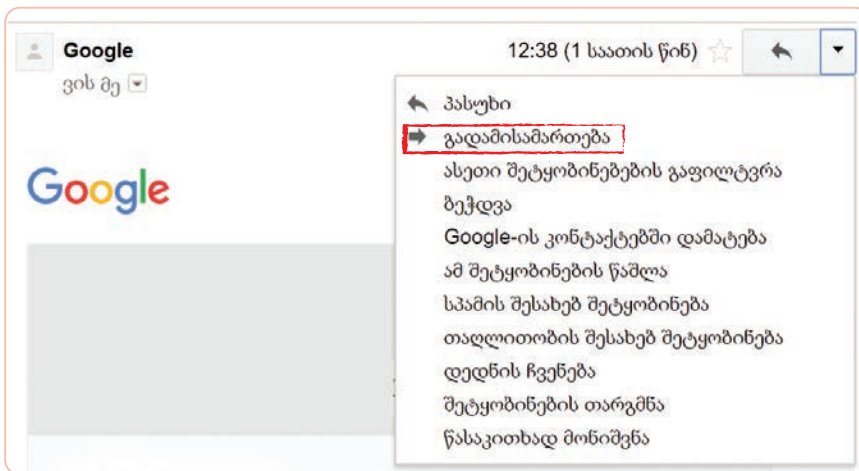 Google
12:38 (1 საათის წინ)
ვის მე
პასუხი
გადამისამართება
ასეთი შეტყობინებების გაფილტვრა
Google
ბეჭდვა
Google-ის კონტაქტებში დამატება
ამ შეტყობინების წაშლა
სპამის შესახებ შეტყობინება
თაღლითობის შესახებ შეტყობინება
დედნის ჩვენება
შეტყობინების თარგმნა
წასაკითხად მონიშვნა